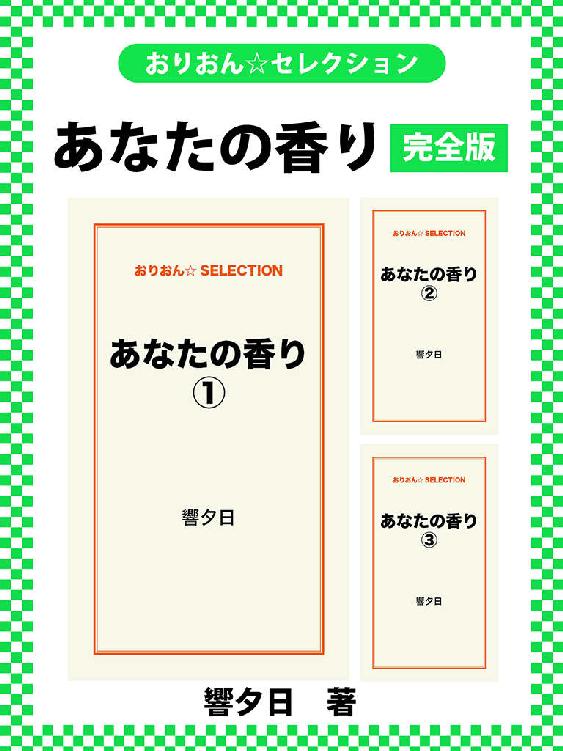 おりおん☆セレクション
あなたの香り 完全版
おりおん☆ SELECTION
あなたの香り
①
響夕日
おりおん☆ SELECTION
あなたの香り
②
響夕日
おりおん☆ SELECTION
あなたの香り
③
響夕日
響夕日 著